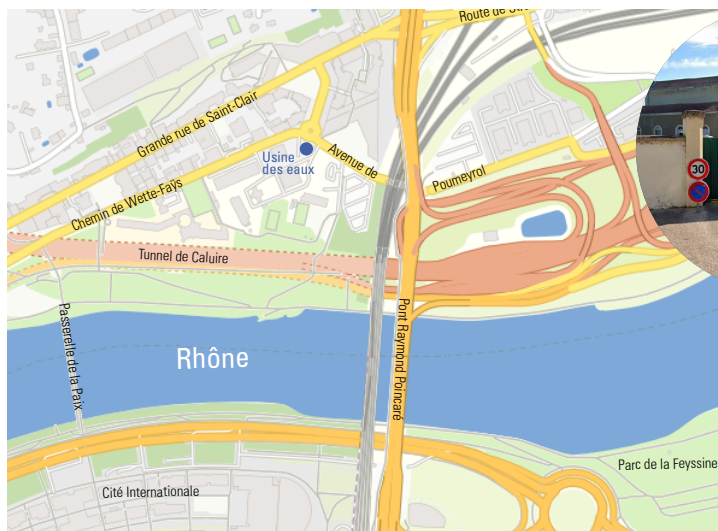 Route de
Grande rue de Saint-Clair
Usine
des eaux
Avenue de
Poumeyrol
Chemin de Wette-Faÿs
Tunnel de Caluire
Passerelle de la Paix
Pont Raymond Poincaré
Rhône
Cité Internationale
Parc de la Feyssine
30